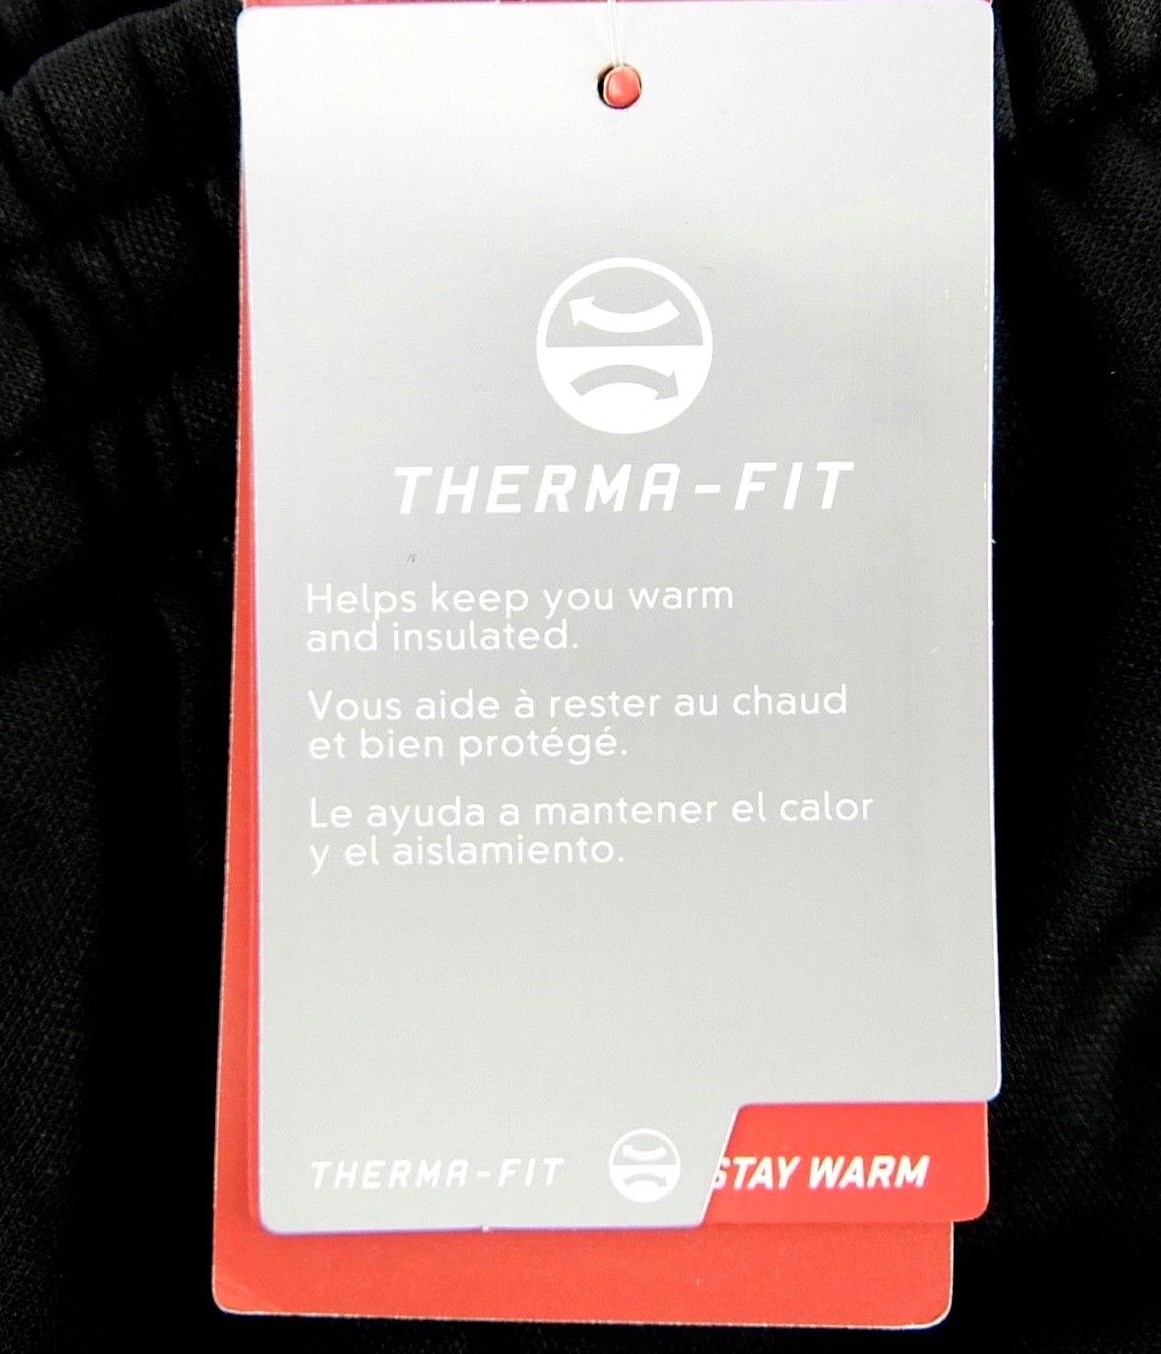 THERMA-FIT
Helps keep you warm
and insulated.
Vous aide à rester au chaud
et bien protégé.
Le ayuda a mantener el calor
y el aislamiento.
THERMA-FIT STAY WARM